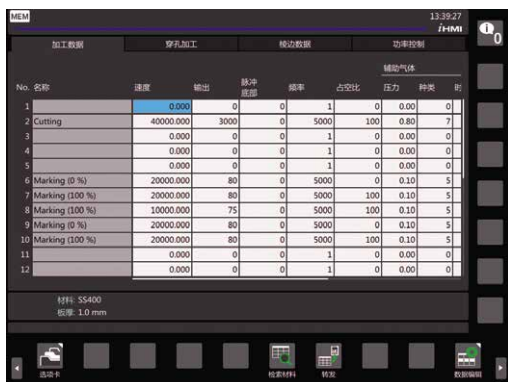 MEM 13:39:27
iHMI
0
加工数据 穿孔加工 棱边数据 功率控制
辅助气体
No. 名称 速度 输出 脉冲底部 频率 占空比 压力 种类 时
1 0.000 0 0 1 0 0.00 0
2 Cutting 40000.000 3000 0 5000 100 0.80 7
3 0.000 0 0 1 0 0.00 0
4 0.000 0 0 1 0 0.00 0
5 0.000 0 0 1 0 0.00 0
6 Marking (0 %) 20000.000 80 0 5000 0 0.10 5
7 Marking (100 %) 20000.000 80 0 5000 100 0.10 5
8 Marking (100 %) 10000.000 75 0 5000 100 0.10 5
9 Marking (0 %) 20000.000 80 0 5000 0 0.10 5
10 Marking (100 %) 20000.000 80 0 5000 100 0.10 5
11 0.000 0 0 1 0 0.00 0
12 0.000 0 0 1 0 0.00 0
材料: SS400
板厚: 1.0 mm
选项卡 检索材料 转发 数据编辑